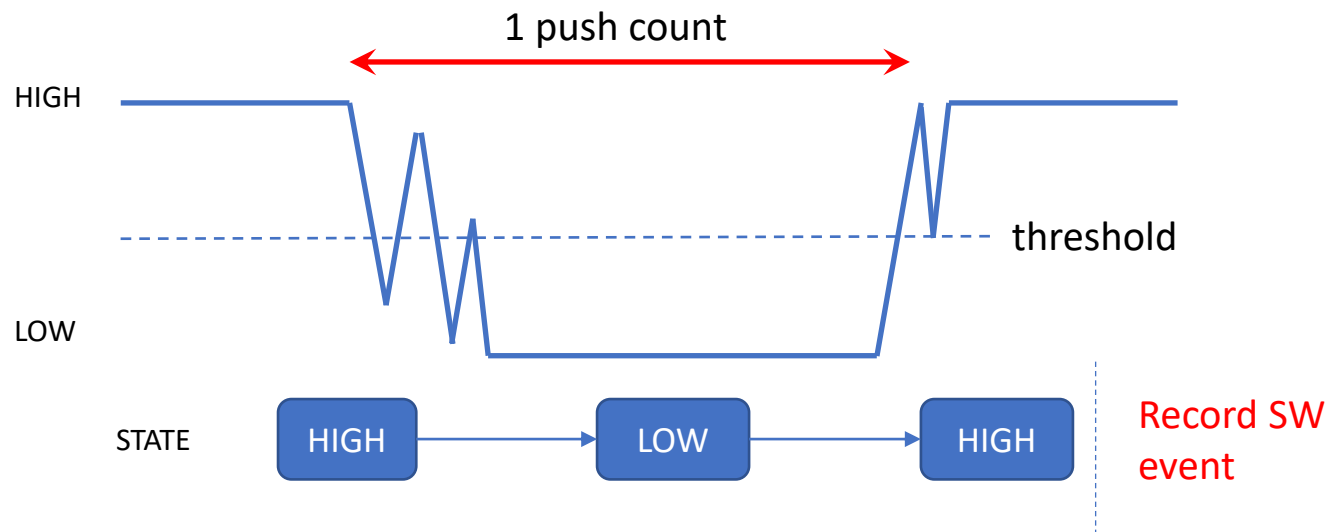 1 push count
HIGH
threshold
LOW
STATE
HIGH
LOW
HIGH
Record SW
event